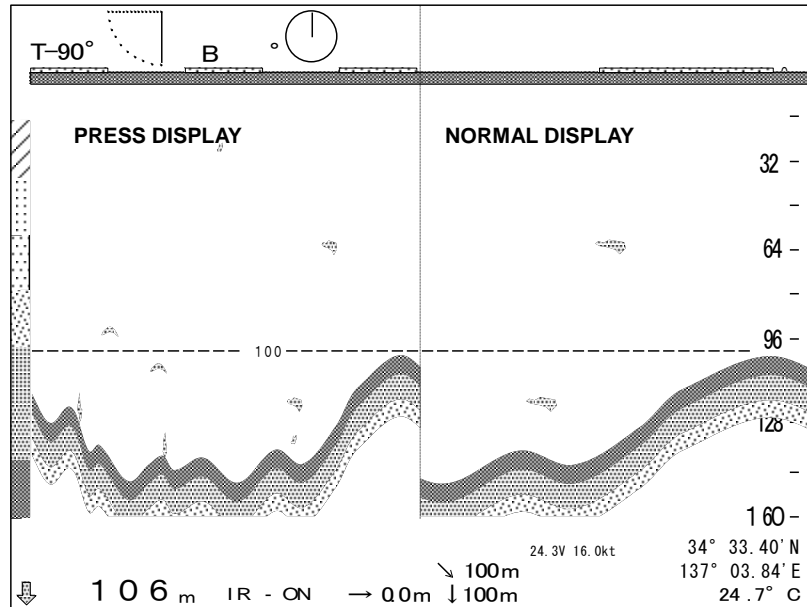 T-90°
B
°
PRESS DISPLAY
NORMAL DISPLAY
32
64
96
100
128
160
24.3V 16.0kt
34° 33.40'N
↘ 100m
137° 03.84'E
106m IR - ON → 0.0m ↓ 100m
24.7° C